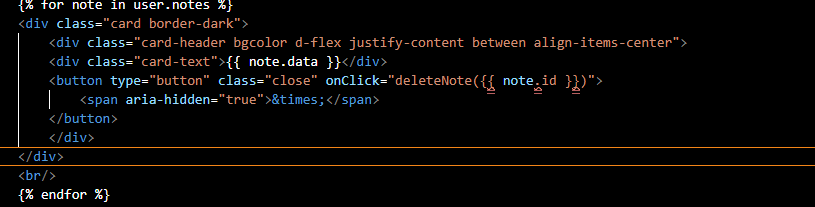 {% for note in user.notes %}
<div class="card border-dark">
<div class="card-header bgcolor d-flex justify-content between align-items-center">
<div class="card-text">{{ note.data }}</div>
<button type="button" class="close" onClick="deleteNote({{ note.id }})">
<span aria-hidden="true">&times;</span>
</button>
</div>
</div>
<br/>
{% endfor %}